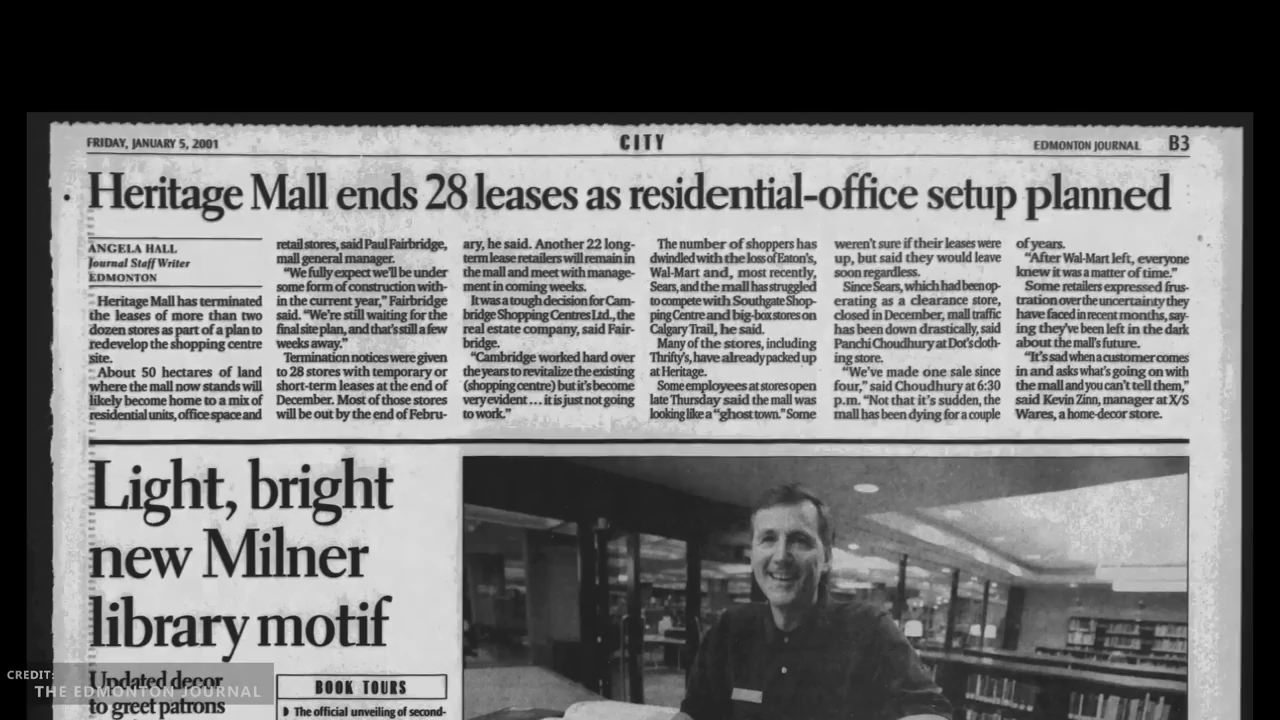 FRIDAY, JANUARY 5, 2001
CITY
EDMONTON JOURNAL B3
Heritage Mall ends 28 leases as residential-office setup planned
ANGELA HALL
Journal Staff Writer
EDMONTON
Heritage Mall has terminated
the leases of more than two
dozen stores as part of a plan to
redevelop the shopping centre
site.
About 50 hectares of land
where the mall now stands will
likely become home to a mix of
residential units, office space and
retail stores, said Paul Fairbridge,
mall general manager.
“We fully expect we’ll be under
some form of construction with-
in the current year,” Fairbridge
said. “We’re still waiting for the
final site plan, and that’s still a few
weeks away.”
Termination notices were given
to 28 stores with temporary or
short-term leases at the end of
December. Most of those stores
will be out by the end of Febru-
ary, he said. Another 22 long-
term lease retailers will remain in
the mall and meet with manage-
ment in coming weeks.
It was a tough decision for Cam-
bridge Shopping Centres Ltd., the
real estate company, said Fair-
bridge.
“Cambridge worked hard over
the years to revitalize the existing
(shopping centre) but it’s become
very evident ... it is just not going
to work.”
The number of shoppers has
dwindled with the loss of Eaton’s,
Wal-Mart and, most recently,
Sears, and the mall has struggled
to compete with Southgate Shop-
ping Centre and big-box stores on
Calgary Trail, he said.
Many of the stores, including
Thrifty’s, have already packed up
at Heritage.
Some employees at stores open
late Thursday said the mall was
looking like a “ghost town.” Some
weren’t sure if their leases were
up, but said they would leave
soon regardless.
Since Sears, which had been op-
erating as a clearance store,
closed in December, mall traffic
has been down drastically, said
Panchi Choudhury at Dot’s cloth-
ing store.
“We’ve made one sale since
four,” said Choudhury at 6:30
p.m. “Not that it’s sudden, the
mall has been dying for a couple
of years.
“After Wal-Mart left, everyone
knew it was a matter of time.”
Some retailers expressed frus-
tration over the uncertainty they
have faced in recent months, say-
ing they’ve been left in the dark
about the mall’s future.
“It’s sad when a customer comes
in and asks what’s going on with
the mall and you can’t tell them,”
said Kevin Zinn, manager at X/S
Wares, a home-decor store.
Light, bright
new Milner
library motif
Updated decor
to greet patrons
BOOK TOURS
The official unveiling of second-
CREDIT:
THE EDMONTON JOURNAL